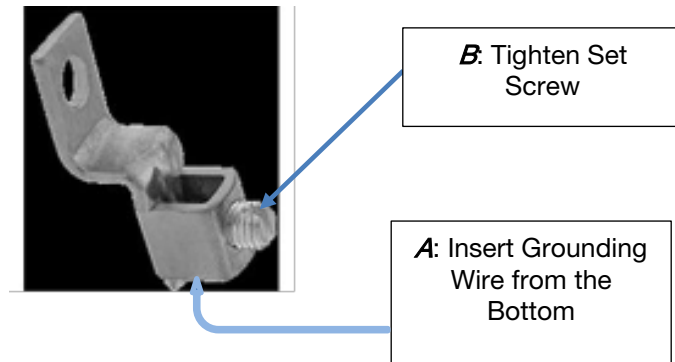 B: Tighten Set
Screw
A: Insert Grounding
Wire from the
Bottom